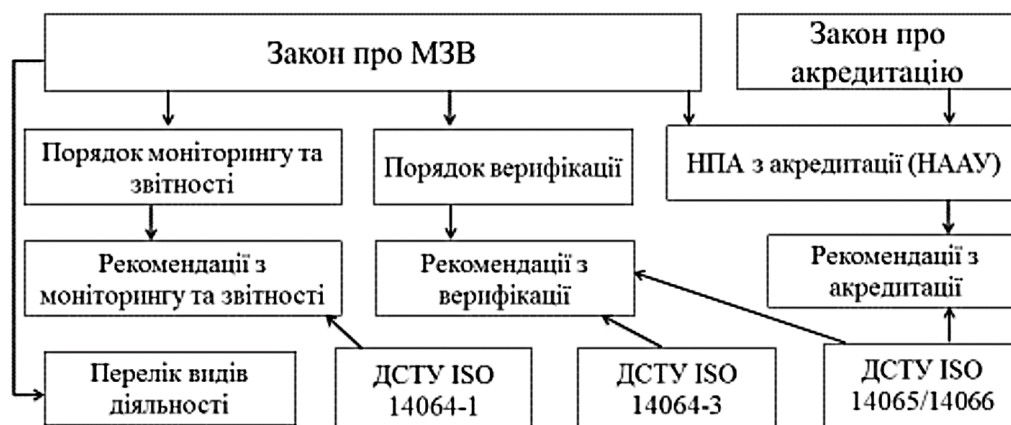 Закон про МЗВ
Закон про
акредитацію
Порядок моніторингу та
звітності
Порядок верифікації
НПА з акредитації (НААУ)
Рекомендації з
моніторингу та звітності
Рекомендації з
верифікації
Рекомендації з
акредитації
Перелік видів
діяльності
ДСТУ ISO
14064-1
ДСТУ ISO
14064-3
ДСТУ ISO
14065/14066